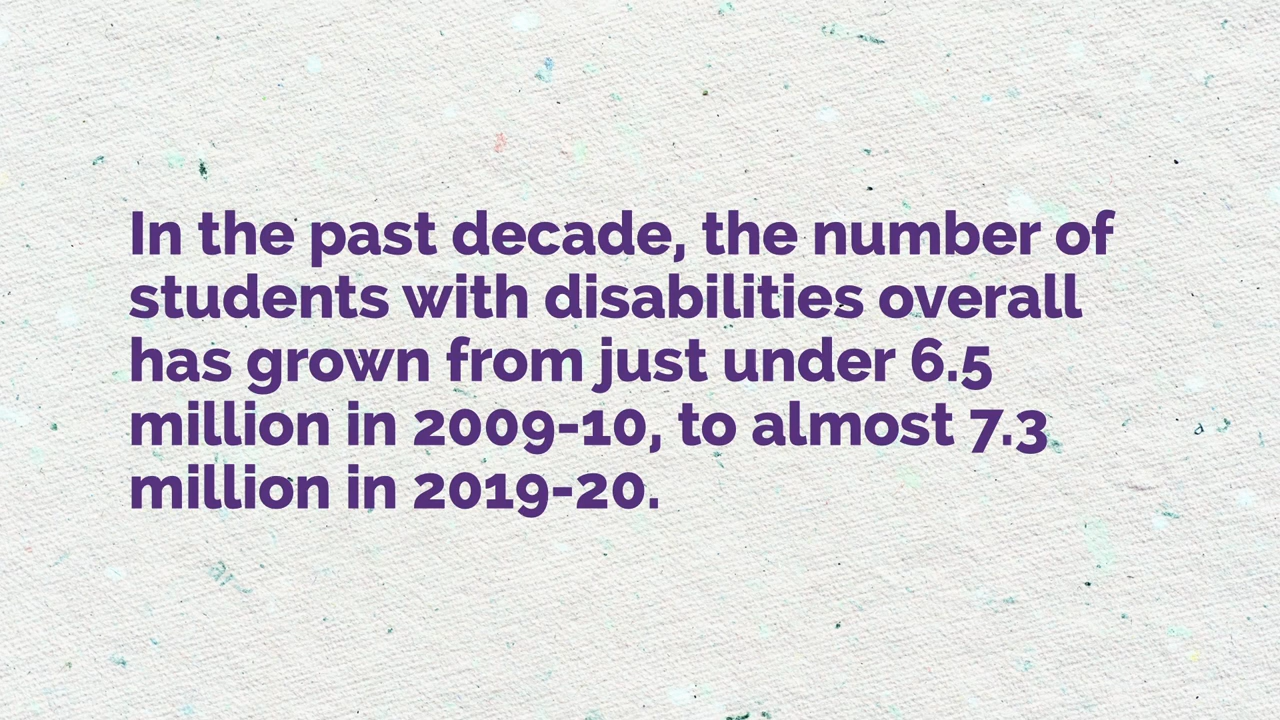 In the past decade, the number of
students with disabilities overall
has grown from just under 6.5
million in 2009-10, to almost 7.3
million in 2019-20.